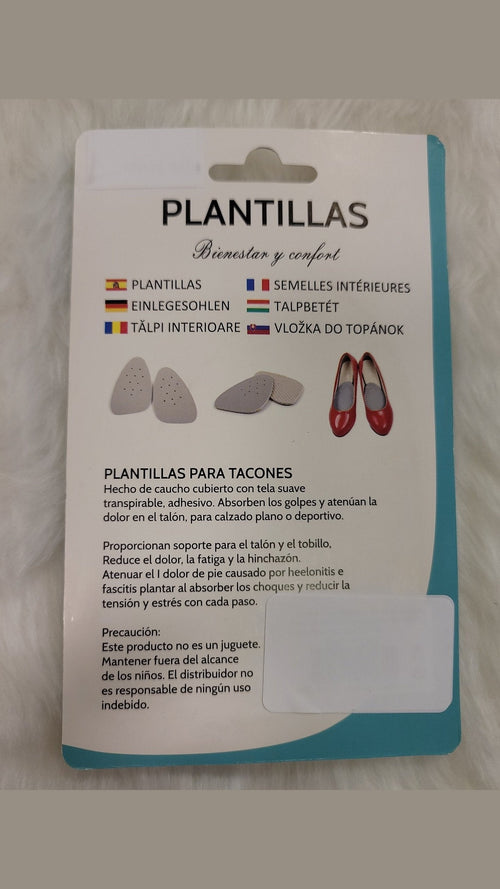 PLANTILLAS
Bienestar y confort
PLANTILLAS
SEMELLES INTÉRIEURES
EINLEGESOHLEN
TALPBETÉT
TĂLPI INTERIOARE
VLOŽKA DO TOPÁNOK
PLANTILLAS PARA TACONES
Hecho de caucho cubierto con tela suave
transpirable, adhesivo. Absorben los golpes y atenúan la
dolor en el talón, para calzado plano o deportivo.
Proporcionan soporte para el talón y el tobillo,
Reduce el dolor, la fatiga y la hinchazón.
Atenuar el I dolor de pie causado por heelonitis e
fascitis plantar al absorber los choques y reducir la
tensión y estrés con cada paso.
Precaución:
Este producto no es un juguete.
Mantener fuera del alcance
de los niños. El distribuidor no
es responsable de ningún uso
indebido.